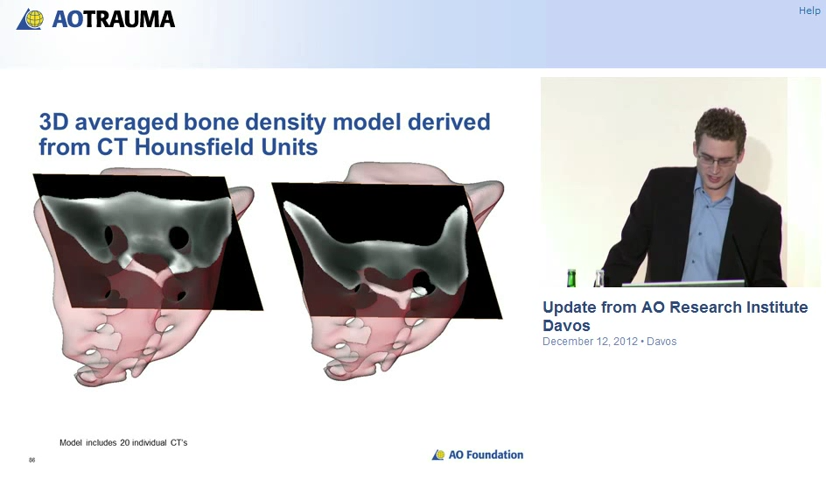 AOTRAUMA
Help
3D averaged bone density model derived
from CT Hounsfield Units
Update from AO Research Institute
Davos
December 12, 2012 • Davos
Model includes 20 individual CT's
AO Foundation